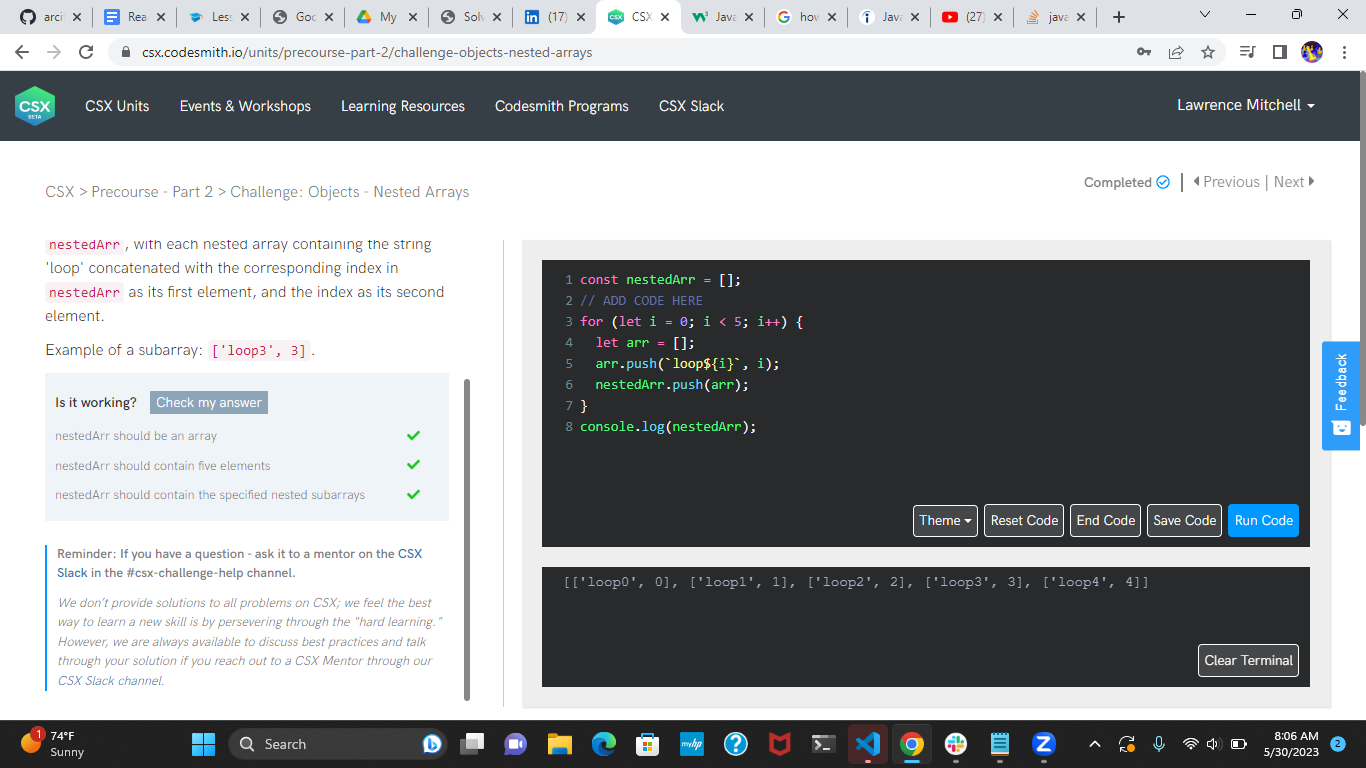 arcl
Rea
Less
Goo
My
Solv
(17)
CSX
Java
how
Java
(27)
java
csx.codesmith.io/units/precourse-part-2/challenge-objects-nested-arrays
CSX
BETA
CSX Units
Events & Workshops
Learning Resources
Codesmith Programs
CSX Slack
Lawrence Mitchell
CSX > Precourse - Part 2 > Challenge: Objects - Nested Arrays
Completed
Previous | Next
nestedArr , with each nested array containing the string
'loop' concatenated with the corresponding index in
nestedArr as its first element, and the index as its second
element.
Example of a subarray: ['loop3', 3] .
Is it working? Check my answer
nestedArr should be an array
nestedArr should contain five elements
nestedArr should contain the specified nested subarrays
Reminder: If you have a question - ask it to a mentor on the CSX
Slack in the #csx-challenge-help channel.
We don't provide solutions to all problems on CSX; we feel the best
way to learn a new skill is by persevering through the "hard learning."
However, we are always available to discuss best practices and talk
through your solution if you reach out to a CSX Mentor through our
CSX Slack channel.
1 const nestedArr = [];
2 // ADD CODE HERE
3 for (let i = 0; i < 5; i++) {
4 let arr = [];
5 arr.push(`loop${i}`, i);
6 nestedArr.push(arr);
7 }
8 console.log(nestedArr);
Theme
Reset Code
End Code
Save Code
Run Code
[['loop0', 0], ['loop1', 1], ['loop2', 2], ['loop3', 3], ['loop4', 4]]
Clear Terminal
Feedback
1
74°F
Sunny
Search
myhp
8:06 AM
5/30/2023
2